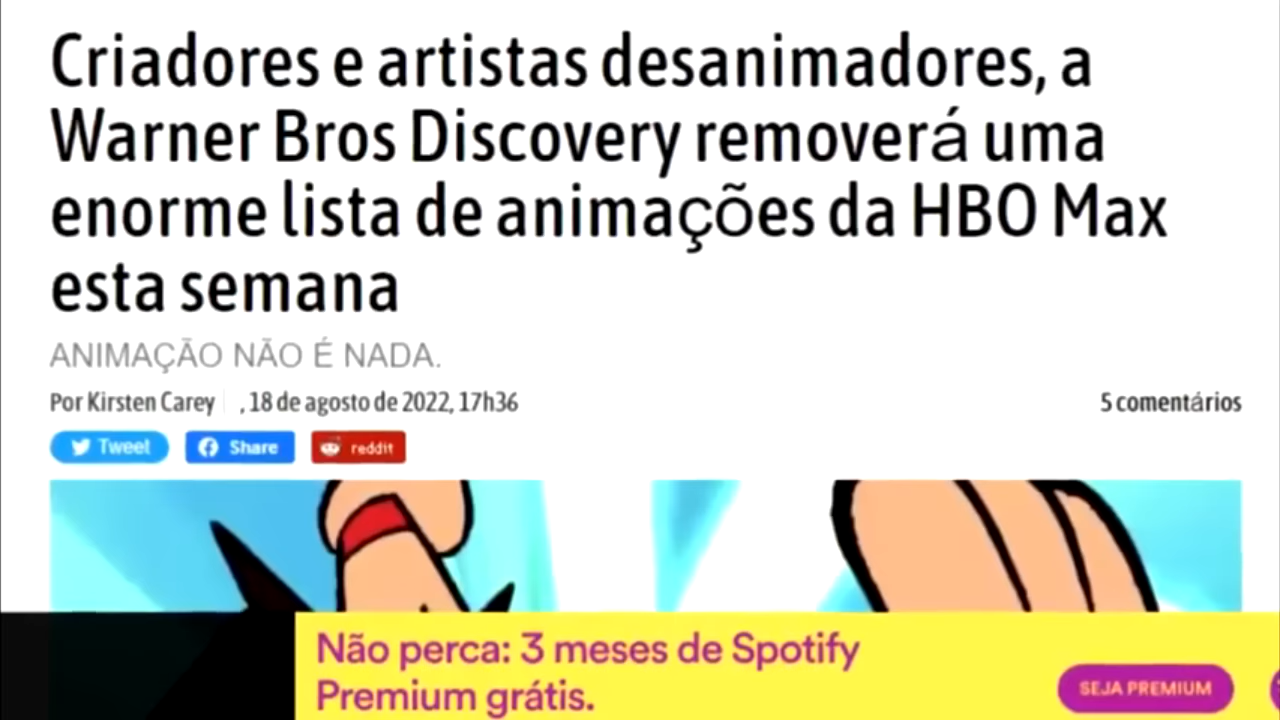 Criadores e artistas desanimadores, a
Warner Bros Discovery removerá uma
enorme lista de animações da HBO Max
esta semana
ANIMAÇÃO NÃO É NADA.
Por Kirsten Carey , 18 de agosto de 2022, 17h36
5 comentários
Tweet
Share
reddit
Não perca: 3 meses de Spotify
Premium grátis.
SEJA PREMIUM